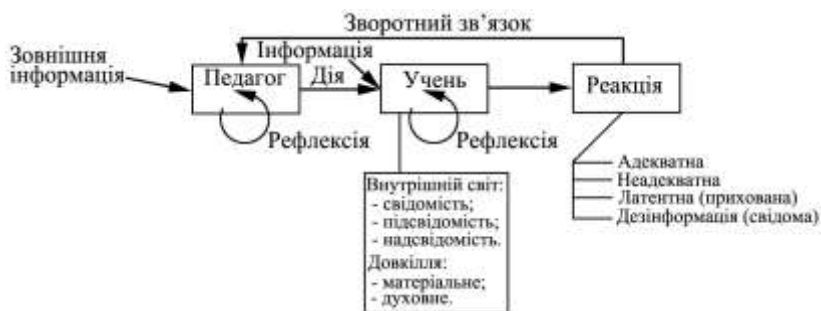 Зворотний зв’язок
Зовнішня
інформація
Інформація
Педагог
Дія
Учень
Реакція
Рефлексія
Рефлексія
Адекватна
Неадекватна
Латентна (прихована)
Дезінформація (свідома)
Внутрішній світ:
- свідомість;
- підсвідомість;
- надсвідомість.
Довкілля:
- матеріальне;
- духовне.